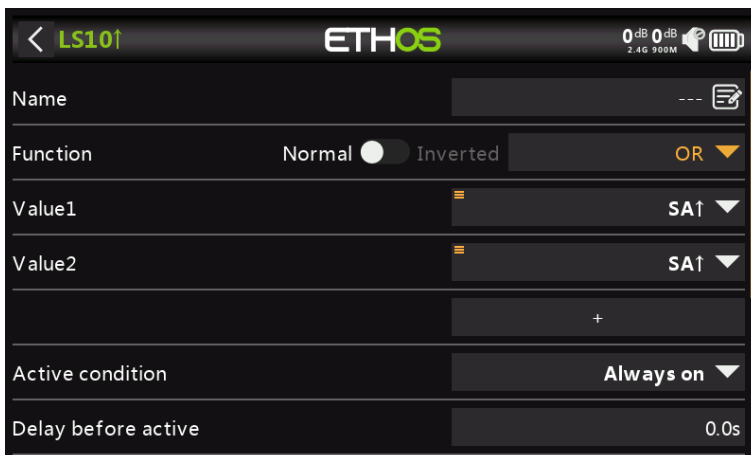 LS10↑ ETHOS 0dB 0dB
2.4G 900M
Name ---
Function Normal Inverted OR
Value1 SA↑
Value2 SA↑
+
Active condition Always on
Delay before active 0.0s